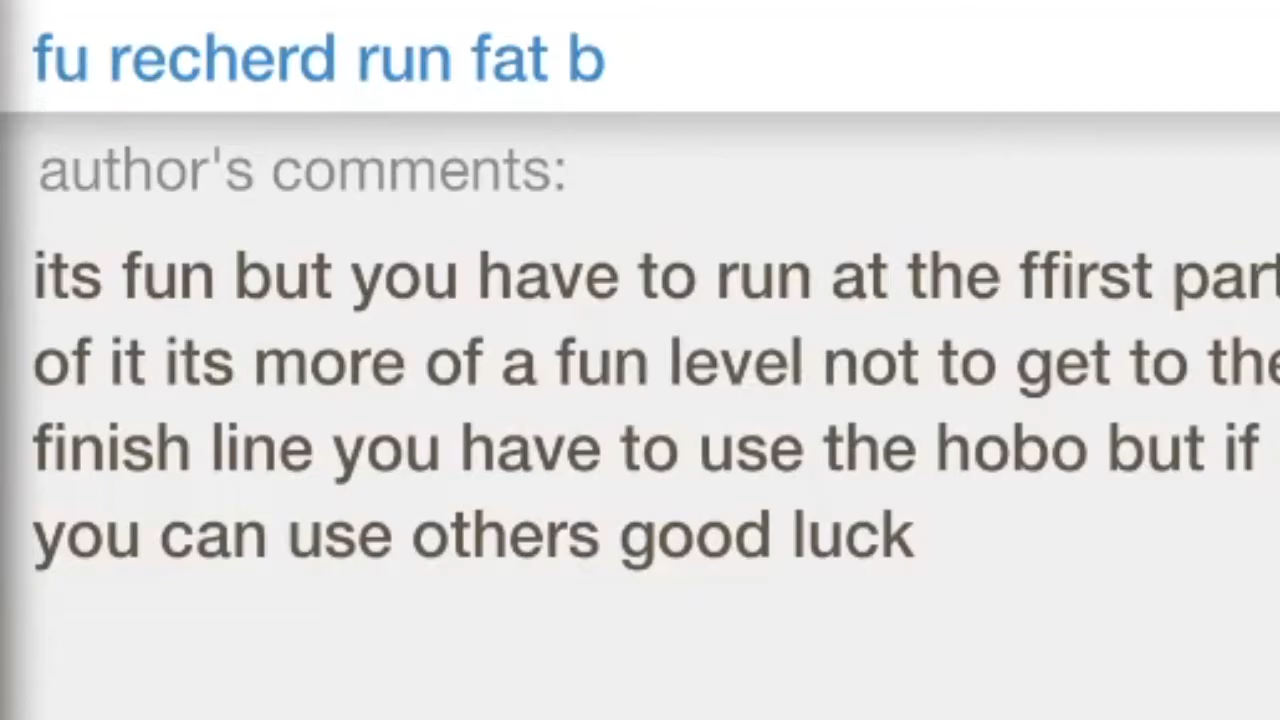 fu recherd run fat b
author's comments:
its fun but you have to run at the ffirst part
of it its more of a fun level not to get to the
finish line you have to use the hobo but if
you can use others good luck